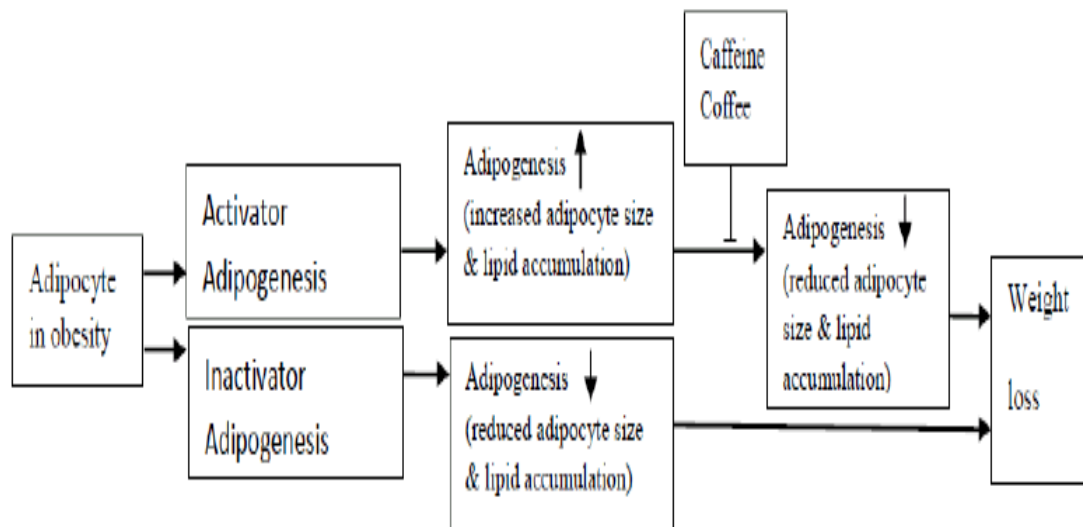 Caffeine
Coffee
Adipocyte
in obesity
Activator
Adipogenesis
Adipogenesis ↑
(increased adipocyte size
& lipid accumulation)
Inactivator
Adipogenesis
Adipogenesis ↓
(reduced adipocyte size
& lipid accumulation)
Adipogenesis ↓
(reduced adipocyte
size & lipid
accumulation)
Weight
loss